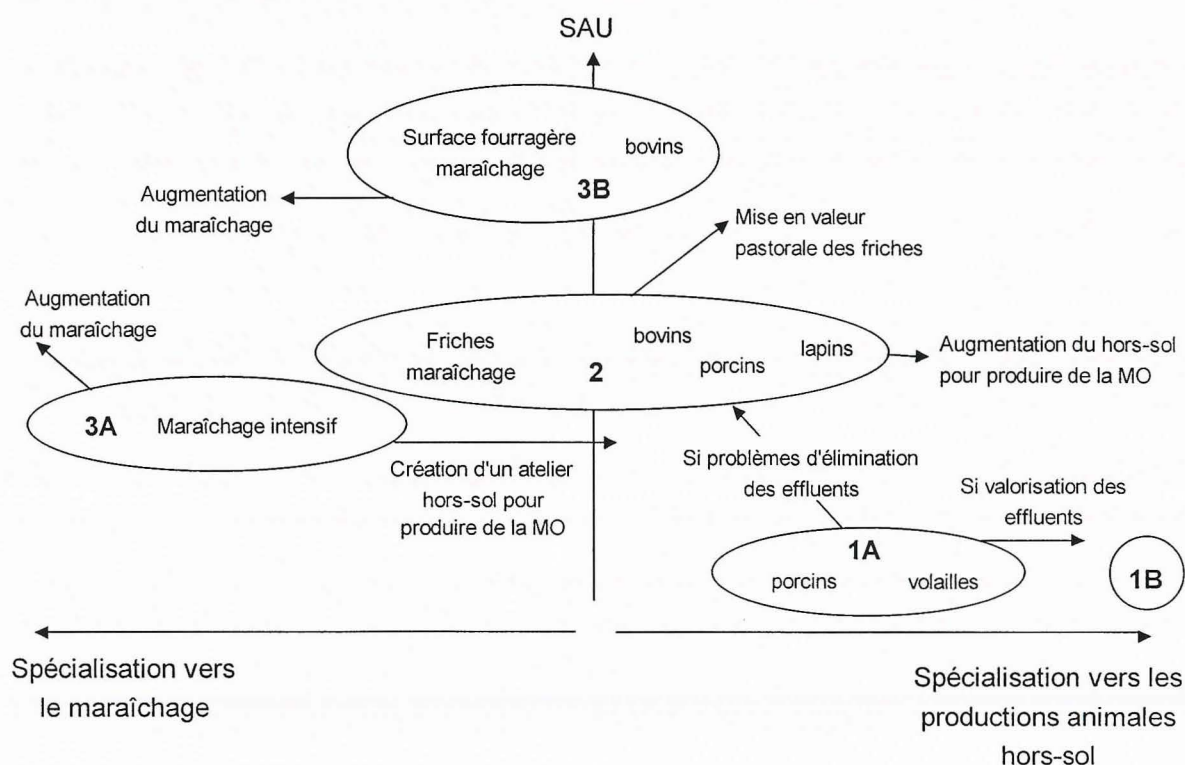 SAU
Surface fourragère
maraîchage
bovins
3B
Augmentation
du maraîchage
Mise en valeur
pastorale des friches
Augmentation
du maraîchage
Friches
maraîchage
bovins
2
porcins
lapins
Augmentation du hors-sol
pour produire de la MO
3A
Maraîchage intensif
Création d'un atelier
hors-sol pour
produire de la MO
Si problèmes d'élimination
des effluents
Si valorisation des
effluents
1A
porcins
volailles
1B
Spécialisation vers
le maraîchage
Spécialisation vers les
productions animales
hors-sol